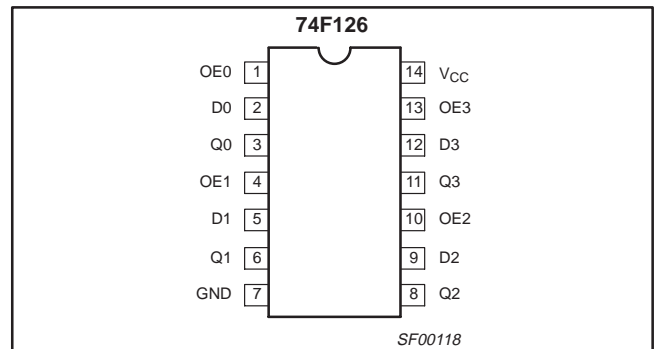 74F126
OE0 1 14 VCC
D0 2 13 OE3
Q0 3 12 D3
OE1 4 11 Q3
D1 5 10 OE2
Q1 6 9 D2
GND 7 8 Q2
SF00118